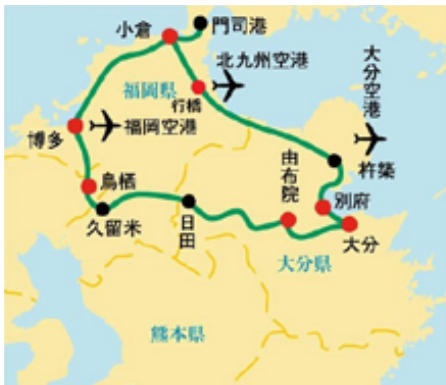 小倉
門司港
北九州空港
福岡県
行橋
大分空港
博多
福岡空港
杵築
由布院
鳥栖
別府
久留米
日田
大分
大分県
熊本県